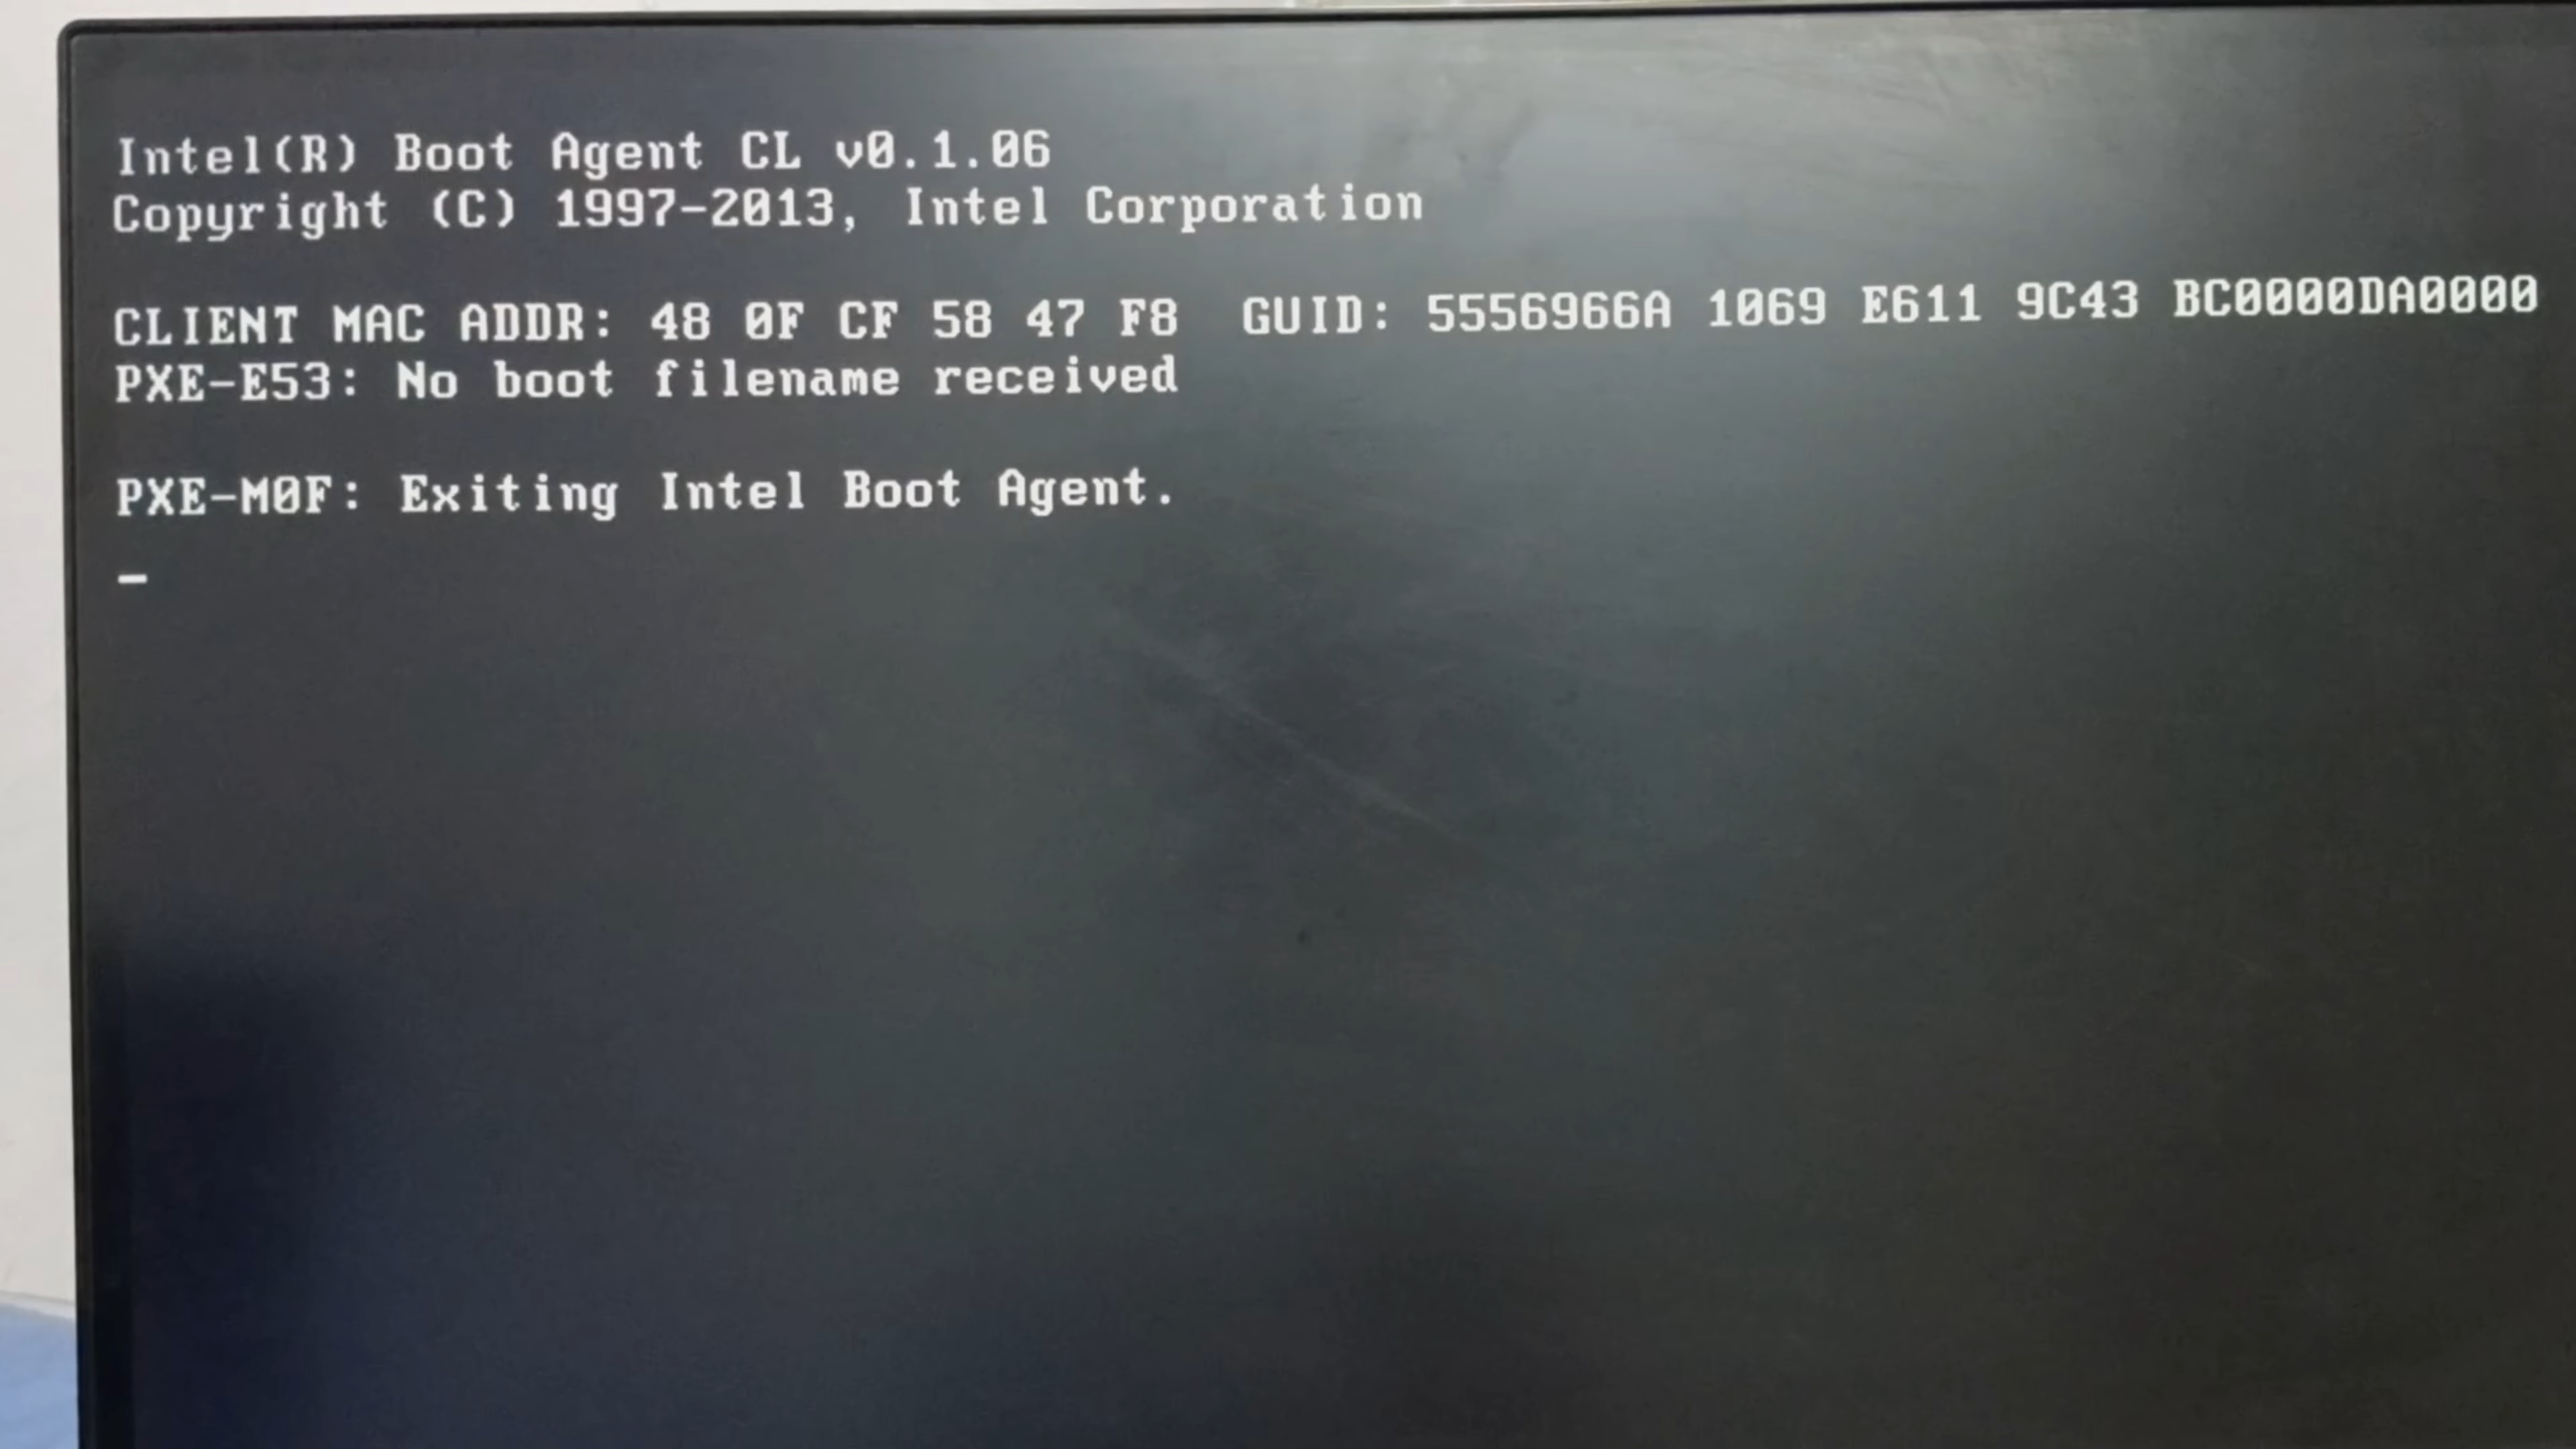 Intel(R) Boot Agent CL v0.1.06
Copyright (C) 1997-2013, Intel Corporation
CLIENT MAC ADDR: 48 0F CF 58 47 F8  GUID: 5556966A 1069 E611 9C43 BC0000DA0000
PXE-E53: No boot filename received
PXE-M0F: Exiting Intel Boot Agent.